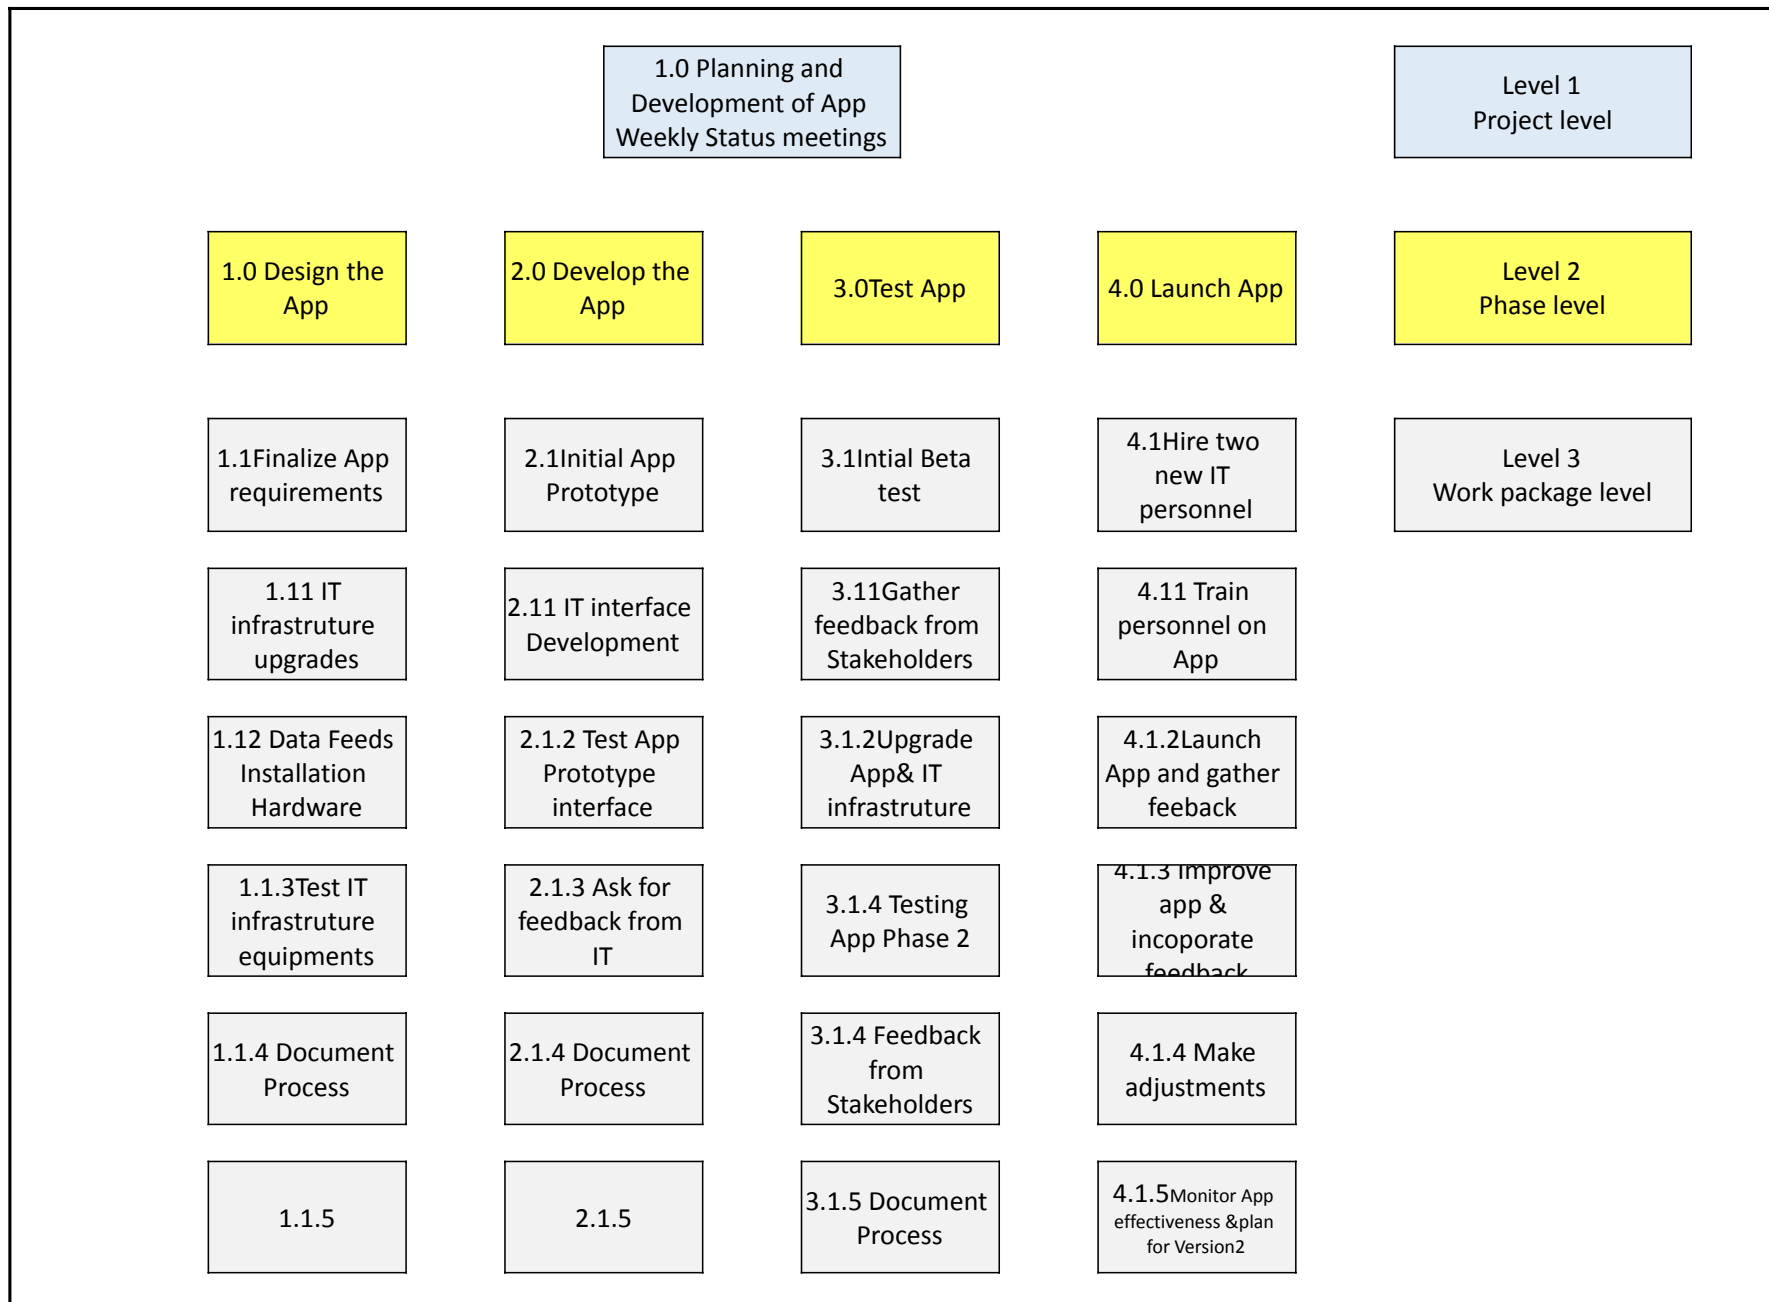 1.0 Planning and
Development of App
Weekly Status meetings
Level 1
Project level
1.0 Design the
App
2.0 Develop the
App
3.0Test App
4.0 Launch App
Level 2
Phase level
1.1Finalize App
requirements
2.1Initial App
Prototype
3.1Intial Beta
test
4.1Hire two
new IT
personnel
Level 3
Work package level
1.11 IT
infrastruture
upgrades
2.11 IT interface
Development
3.11Gather
feedback from
Stakeholders
4.11 Train
personnel on
App
1.12 Data Feeds
Installation
Hardware
2.1.2 Test App
Prototype
interface
3.1.2Upgrade
App& IT
infrastruture
4.1.2Launch
App and gather
feeback
1.1.3Test IT
infrastruture
equipments
2.1.3 Ask for
feedback from
IT
3.1.4 Testing
App Phase 2
4.1.3 Improve
app &
incoporate
feedback
1.1.4 Document
Process
2.1.4 Document
Process
3.1.4 Feedback
from
Stakeholders
4.1.4 Make
adjustments
1.1.5
2.1.5
3.1.5 Document
Process
4.1.5Monitor App
effectiveness &plan
for Version2